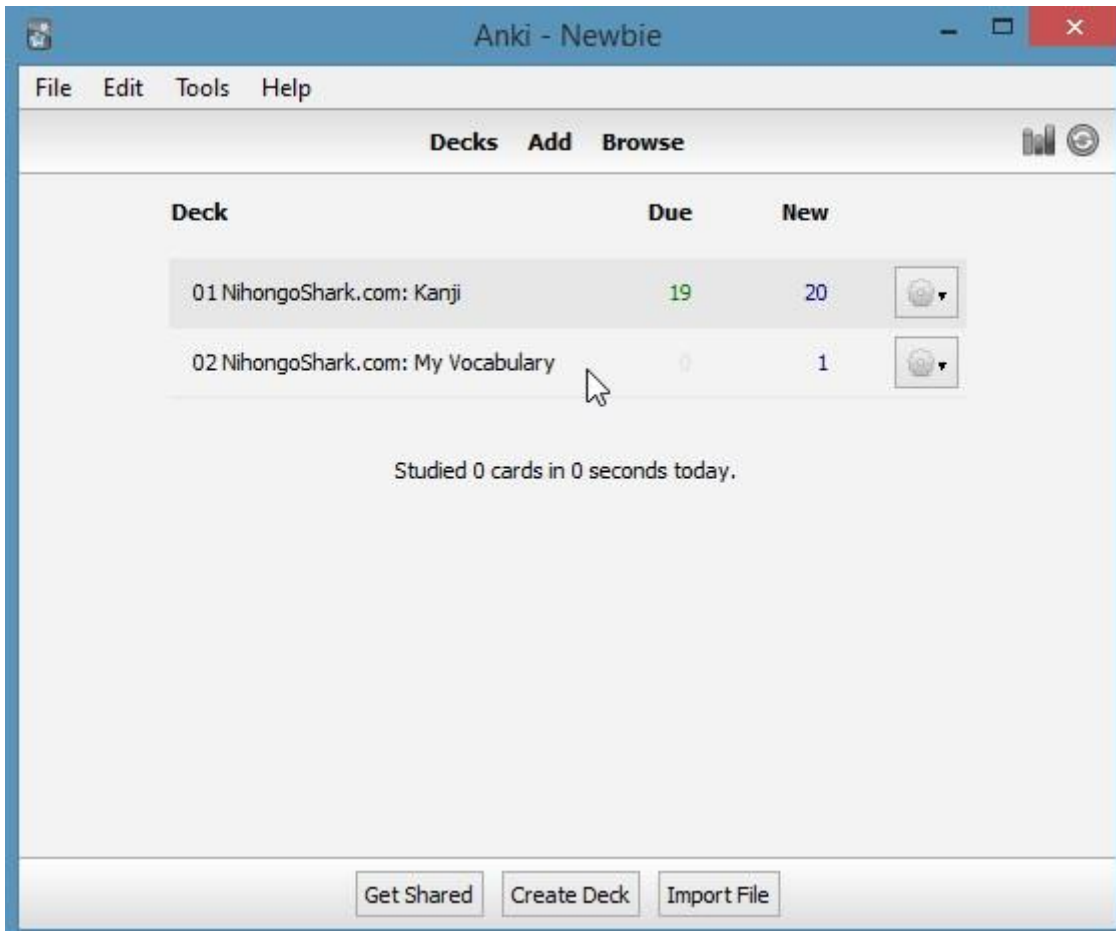 Anki - Newbie
File Edit Tools Help
Decks Add Browse
Deck Due New
01 NihongoShark.com: Kanji 19 20
02 NihongoShark.com: My Vocabulary 0 1
Studied 0 cards in 0 seconds today.
Get Shared Create Deck Import File